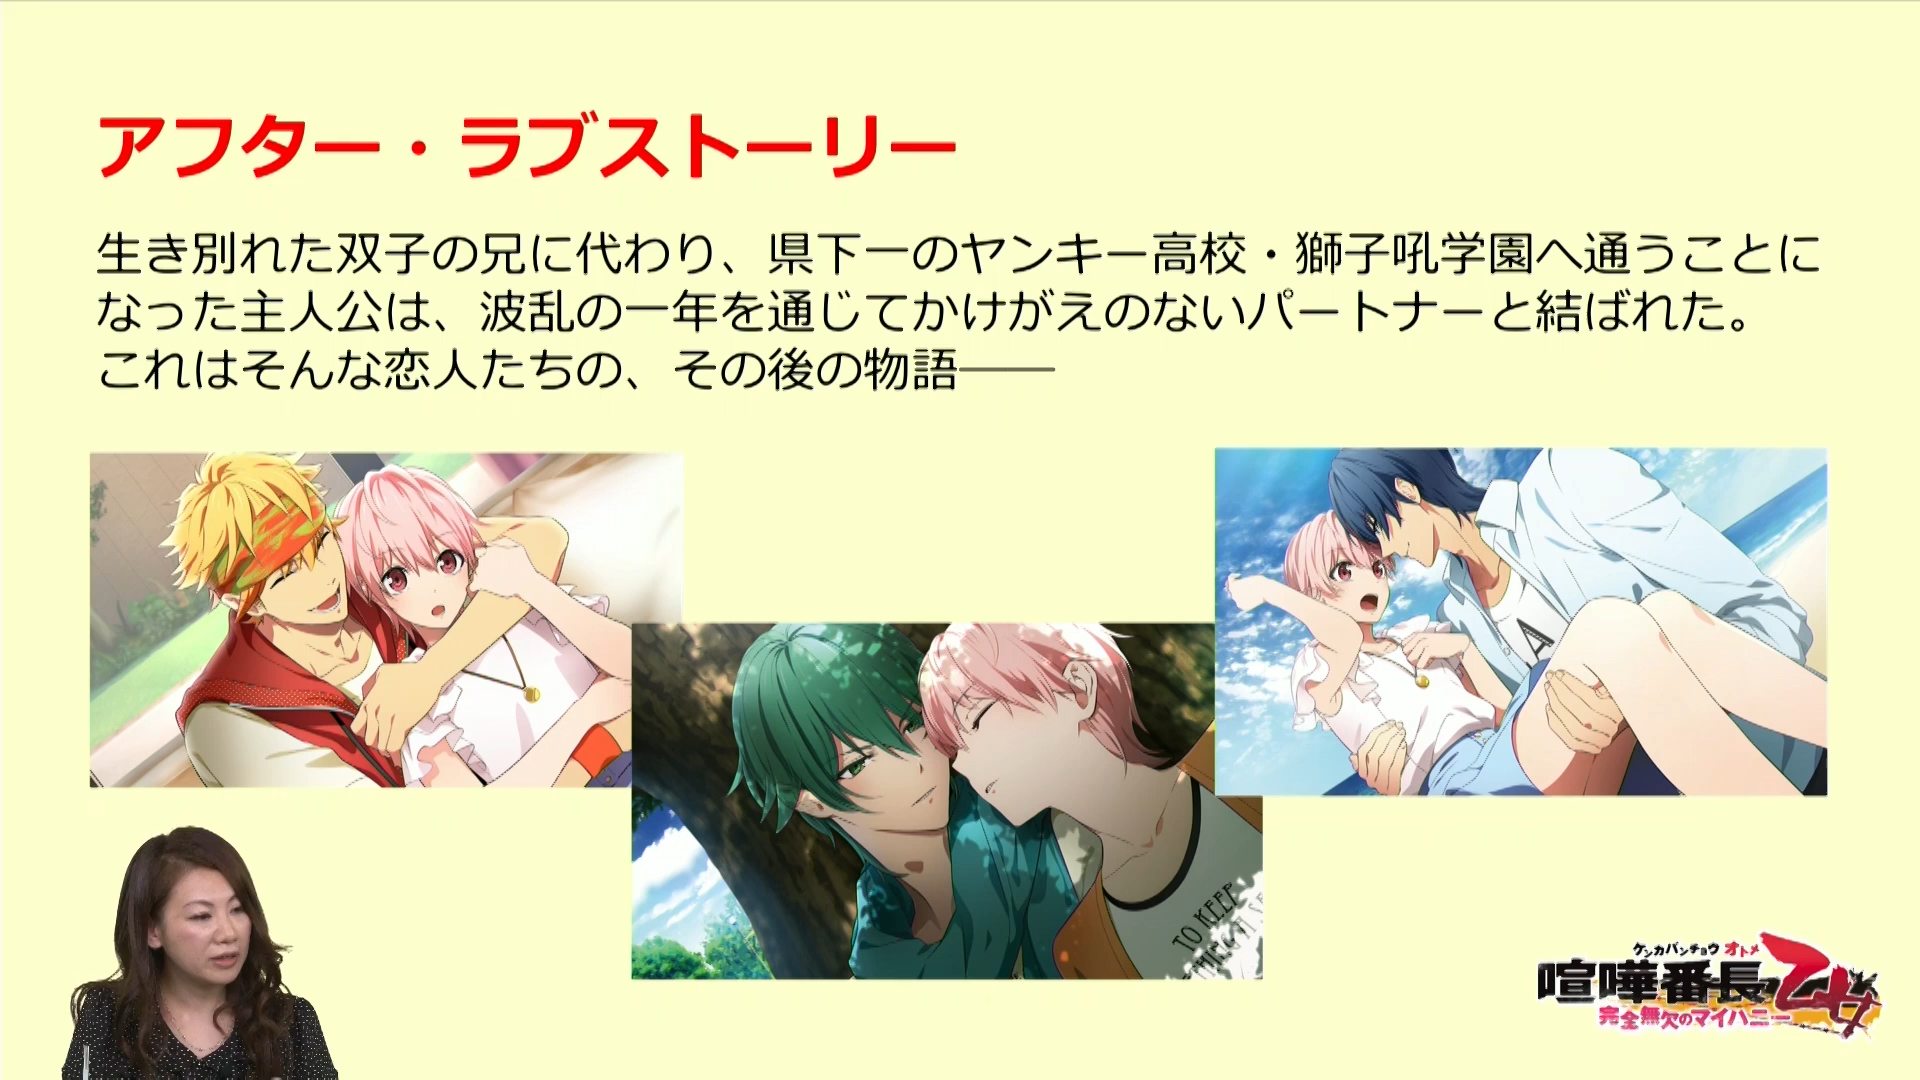 アフター・ラブストーリー
生き別れた双子の兄に代わり、県下一のヤンキー高校・獅子吼学園へ通うことに
なった主人公は、波乱の一年を通じてかけがえのないパートナーと結ばれた。
これはそんな恋人たちの、その後の物語――
A
TO KEEP
ケンカバンチョウ オトメ
喧嘩番長乙女
完全無欠のマイハニー